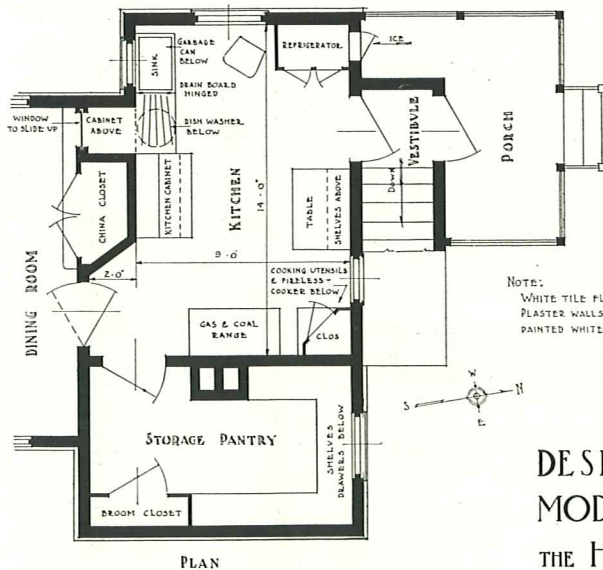 GARBAGE
CAN
BELOW
SINK
REFRIGERATOR
ICE
DRAIN BOARD
HINGED
WINDOW
TO SLIDE UP
CABINET
ABOVE
DISH WASHER
BELOW
VESTIBULE
PORCH
KITCHEN
14'-0"
KITCHEN CABINET
CHINA CLOSET
TABLE
SHELVES ABOVE
DOWN
9'-0"
2'-0"
COOKING UTENSILS
& FIRELESS-
COOKER BELOW
DINING ROOM
GAS & COAL
RANGE
CLOS
NOTE:
WHITE TILE
PLASTER WALLS
PAINTED WHITE
W
S
N
E
STORAGE PANTRY
SHELVES
DRAWERS BELOW
BROOM CLOSET
PLAN
THE